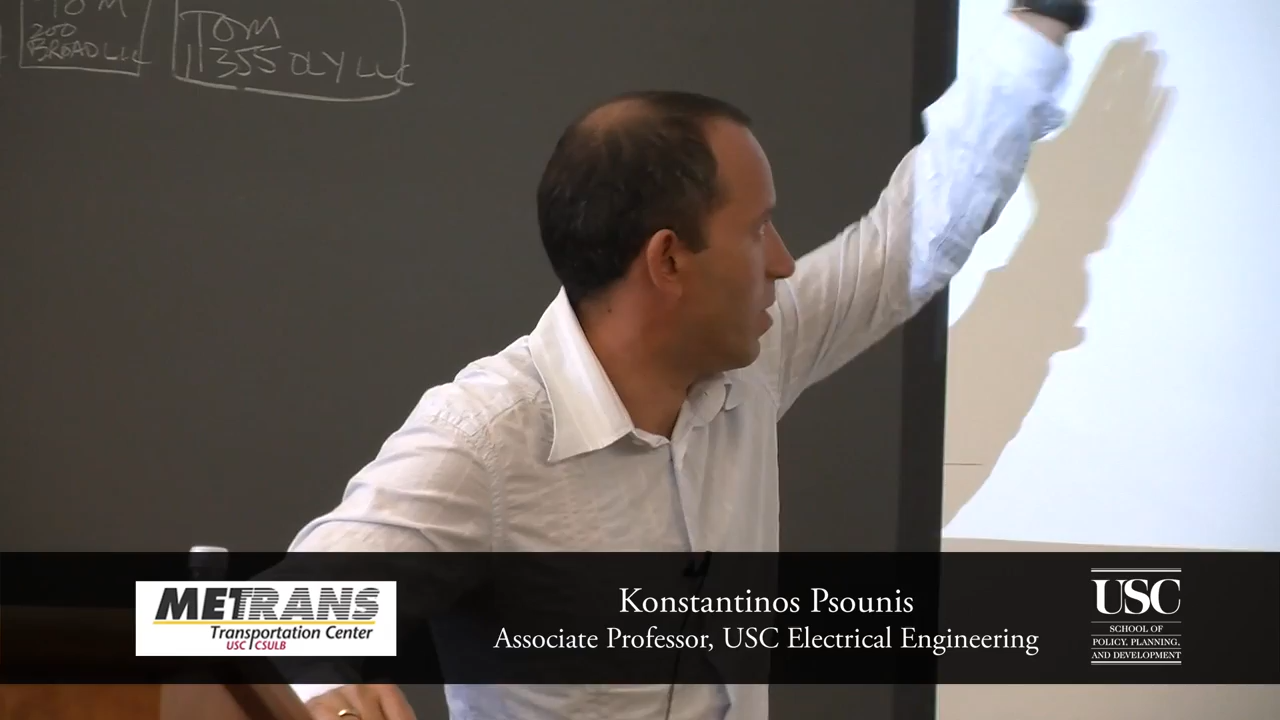 TOM
200
BROAD LLC
TOM
1355 OLY LLC
METRANS
Transportation Center
USC CSULB
Konstantinos Psounis
Associate Professor, USC Electrical Engineering
USC
SCHOOL OF
POLICY, PLANNING,
AND DEVELOPMENT